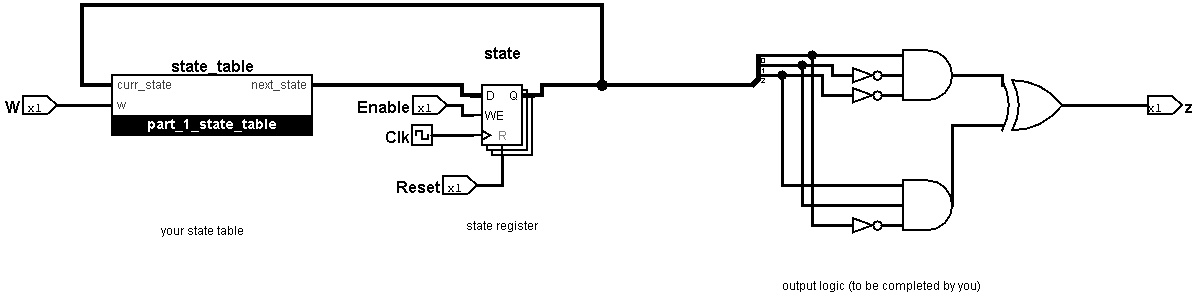 state
state_table
curr_state next_state
w
part_1_state_table
W x1
D Q
WE
R
Enable x1
Clk
Reset x1
0
1
2
x1 z
your state table
state register
output logic (to be completed by you)